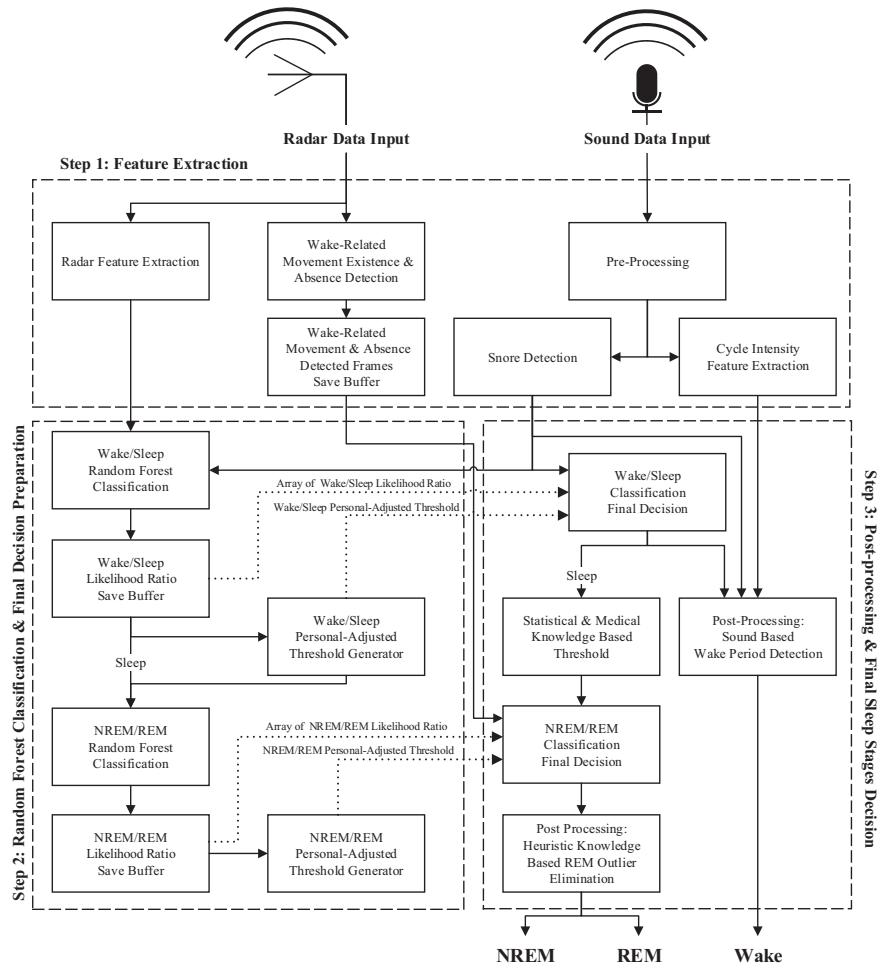 Radar Data Input
Sound Data Input
Step 1: Feature Extraction
Radar Feature Extraction
Wake-Related
Movement Existence &
Absence Detection
Pre-Processing
Wake-Related
Movement & Absence
Detected Frames
Save Buffer
Snore Detection
Cycle Intensity
Feature Extraction
Step 2: Random Forest Classification & Final Decision Preparation
Wake/Sleep
Random Forest
Classification
Array of Wake/Sleep Likelihood Ratio
Wake/Sleep Personal-Adjusted Threshold
Wake/Sleep
Likelihood Ratio
Save Buffer
Wake/Sleep
Personal-Adjusted
Threshold Generator
Sleep
NREM/REM
Random Forest
Classification
Array of NREM/REM Likelihood Ratio
NREM/REM Personal-Adjusted Threshold
NREM/REM
Likelihood Ratio
Save Buffer
NREM/REM
Personal-Adjusted
Threshold Generator
Step 3: Post-processing & Final Sleep Stages Decision
Wake/Sleep
Classification
Final Decision
Sleep
Statistical & Medical
Knowledge Based
Threshold
Post-Processing:
Sound Based
Wake Period Detection
NREM/REM
Classification
Final Decision
Post Processing:
Heuristic Knowledge
Based REM Outlier
Elimination
NREM
REM
Wake